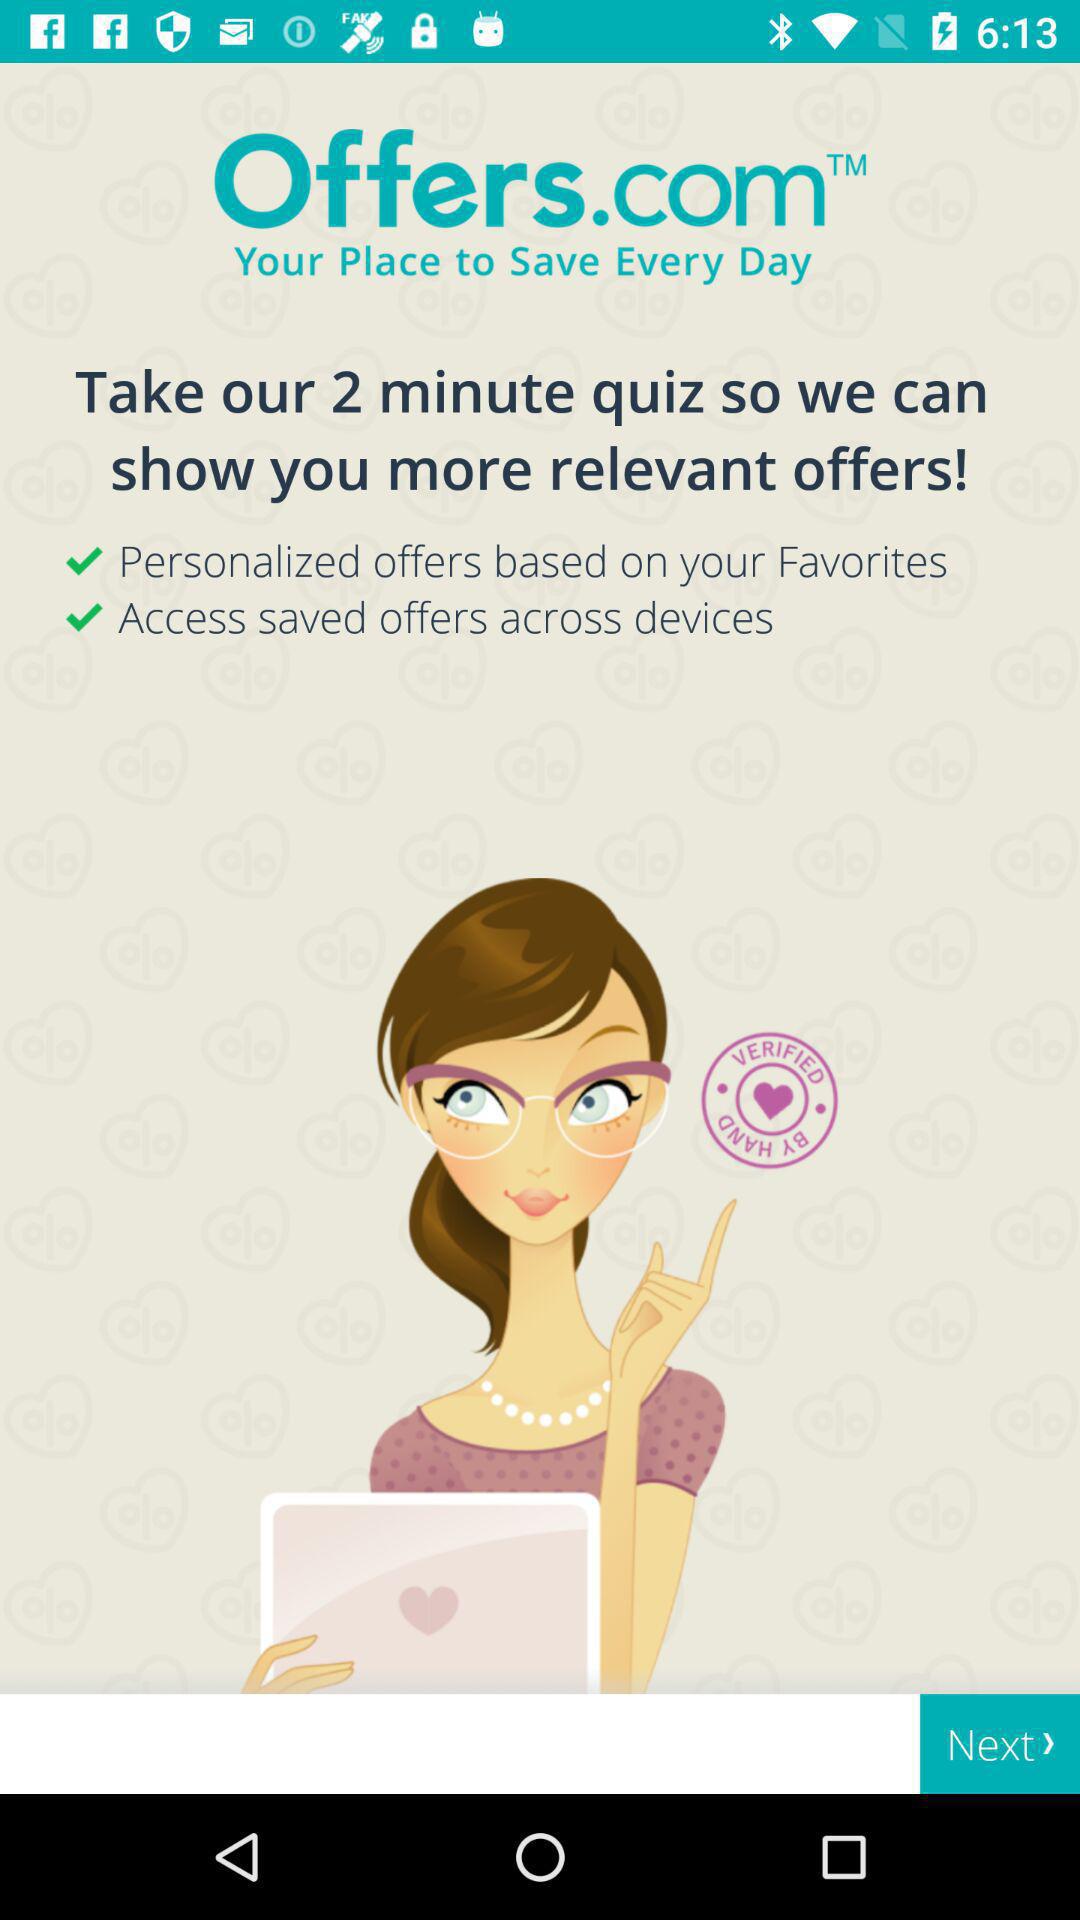 FAKE
6:13
Offers.com™
Your Place to Save Every Day
Take our 2 minute quiz so we can
show you more relevant offers!
Personalized offers based on your Favorites
Access saved offers across devices
VERIFIED
BY HAND
Next ›